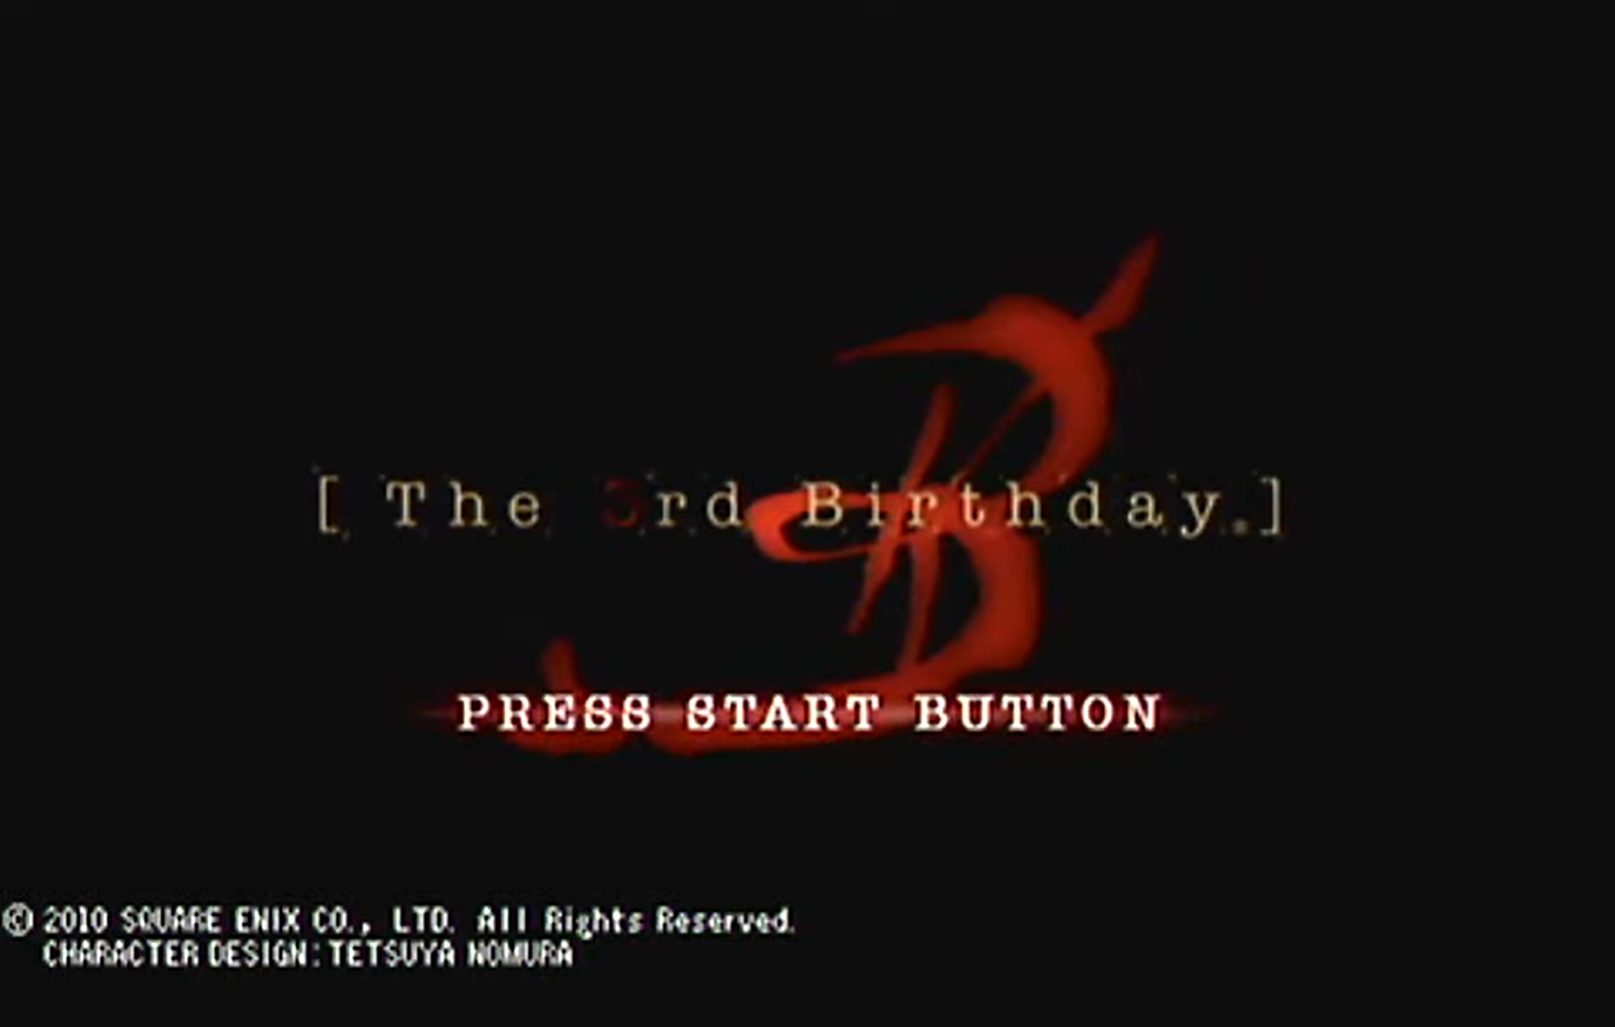 [ The 3rd Birthday.]
PRESS START BUTTON
© 2010 SQUARE ENIX CO., LTD. All Rights Reserved.
CHARACTER DESIGN:TETSUYA NOMURA